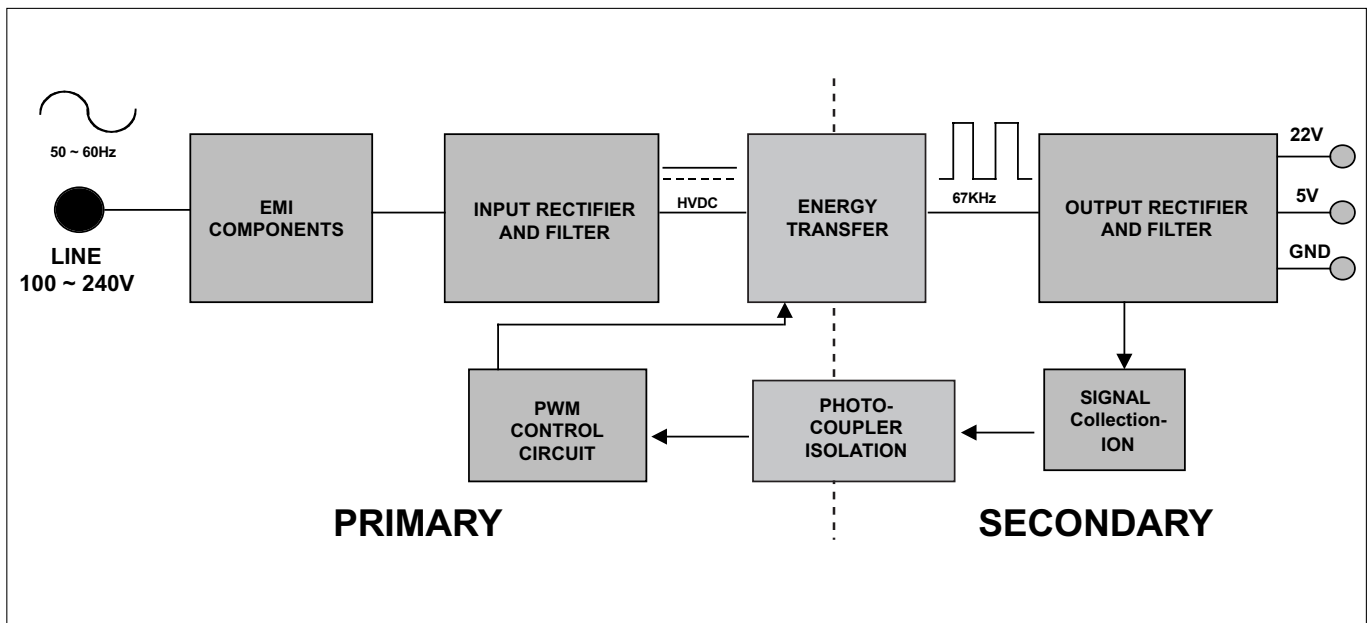 50 ~ 60Hz
LINE
100 ~ 240V
EMI
COMPONENTS
INPUT RECTIFIER
AND FILTER
HVDC
ENERGY
TRANSFER
67KHz
OUTPUT RECTIFIER
AND FILTER
22V
5V
GND
PWM
CONTROL
CIRCUIT
PHOTO-
COUPLER
ISOLATION
SIGNAL
Collection-
ION
PRIMARY
SECONDARY